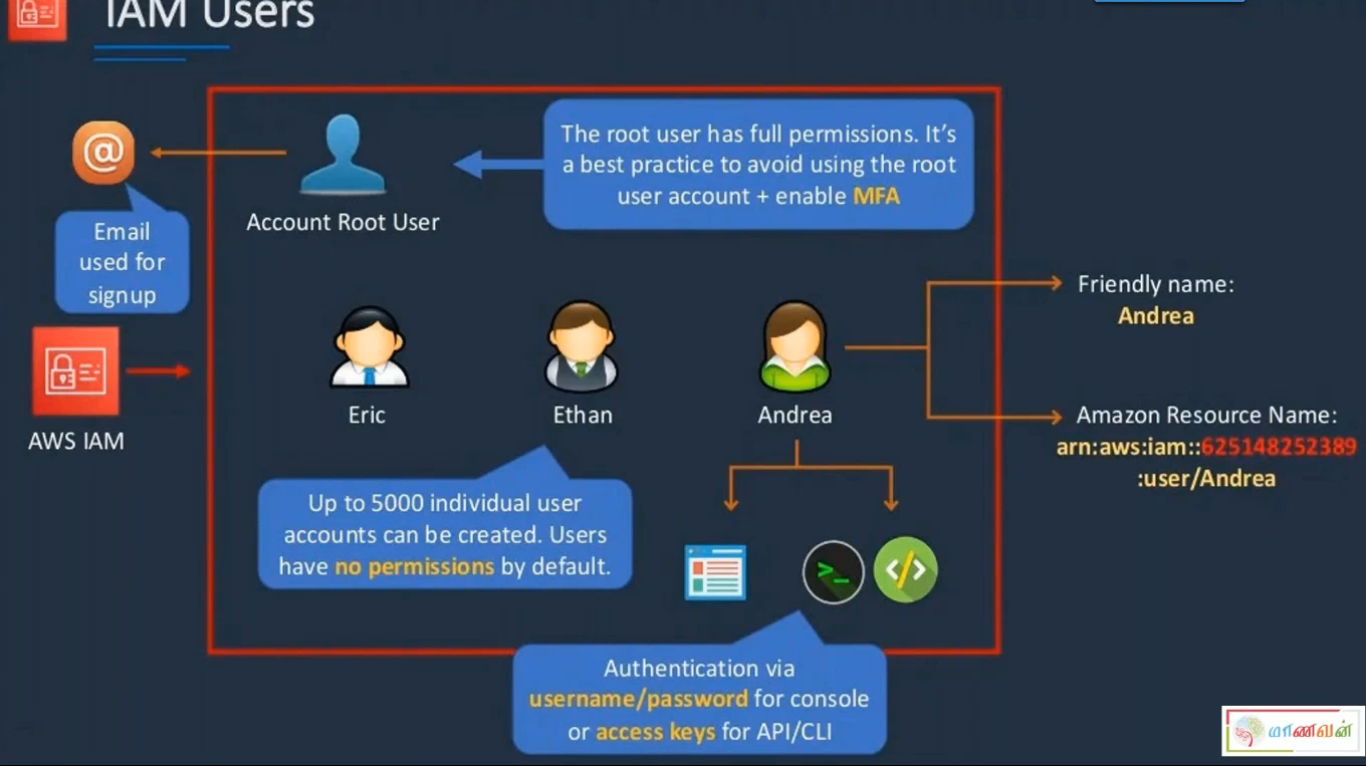 IAM Users
The root user has full permissions. It's
a best practice to avoid using the root
user account + enable MFA
@
Account Root User
Email
used for
signup
Friendly name:
Andrea
Eric
Ethan
Andrea
AWS IAM
Amazon Resource Name:
arn:aws:iam::625148252389
:user/Andrea
Up to 5000 individual user
accounts can be created. Users
have no permissions by default.
>_
</>
Authentication via
username/password for console
or access keys for API/CLI
மாணவன்